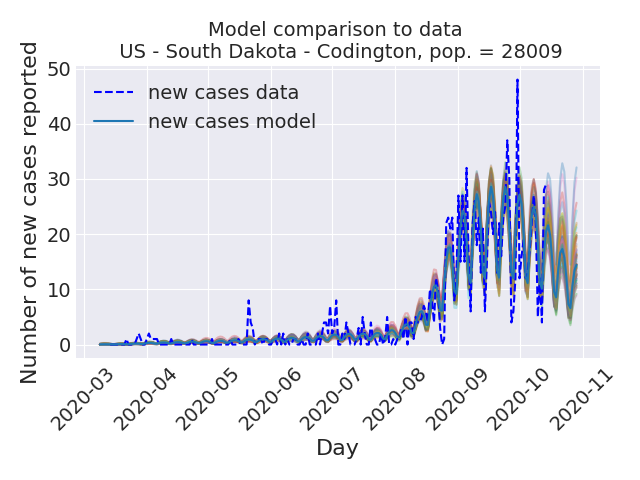 Model comparison to data
US - South Dakota - Codington, pop. = 28009
Number of new cases reported
50
40
30
20
10
0
new cases data
new cases model
2020-03
2020-04
2020-05
2020-06
2020-07
2020-08
2020-09
2020-10
2020-11
Day